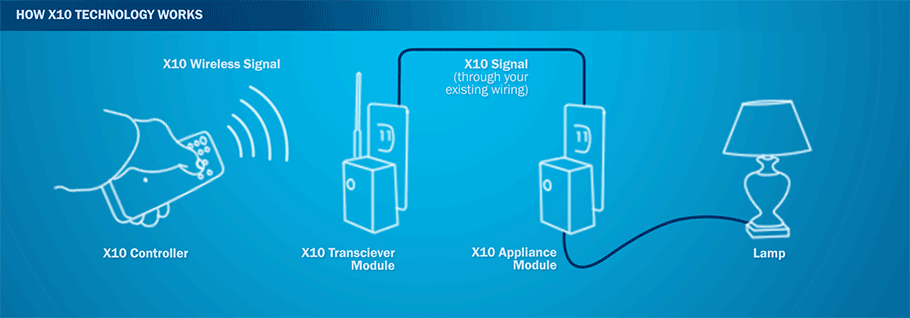 HOW X10 TECHNOLOGY WORKS
X10 Wireless Signal
X10 Signal
(through your
existing wiring)
X10 Controller
X10 Transciever
Module
X10 Appliance
Module
Lamp